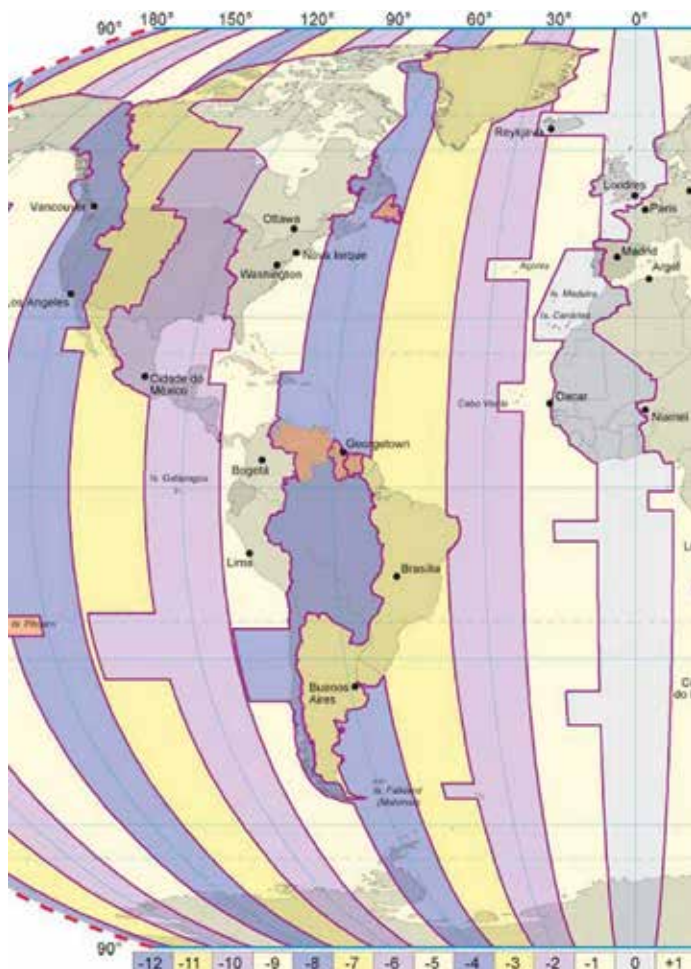 180° 150° 120° 90° 60° 30° 0°
90°
Reykjavik
Londres
Vancouver
Paris
Ottawa
Nova Iorque
Madrid
Washington
Açores
Argel
Is. Madeira
Los Angeles
Is. Canárias
Cidade do
México
Cabo Verde
Dacar
Niamei
Georgetown
Bogotá
Is. Galápagos
Lima
Brasília
Is. Pitcairn
Buenos
Aires
Is. Falkland
(Malvinas)
90°
-12 -11 -10 -9 -8 -7 -6 -5 -4 -3 -2 -1 0 +1